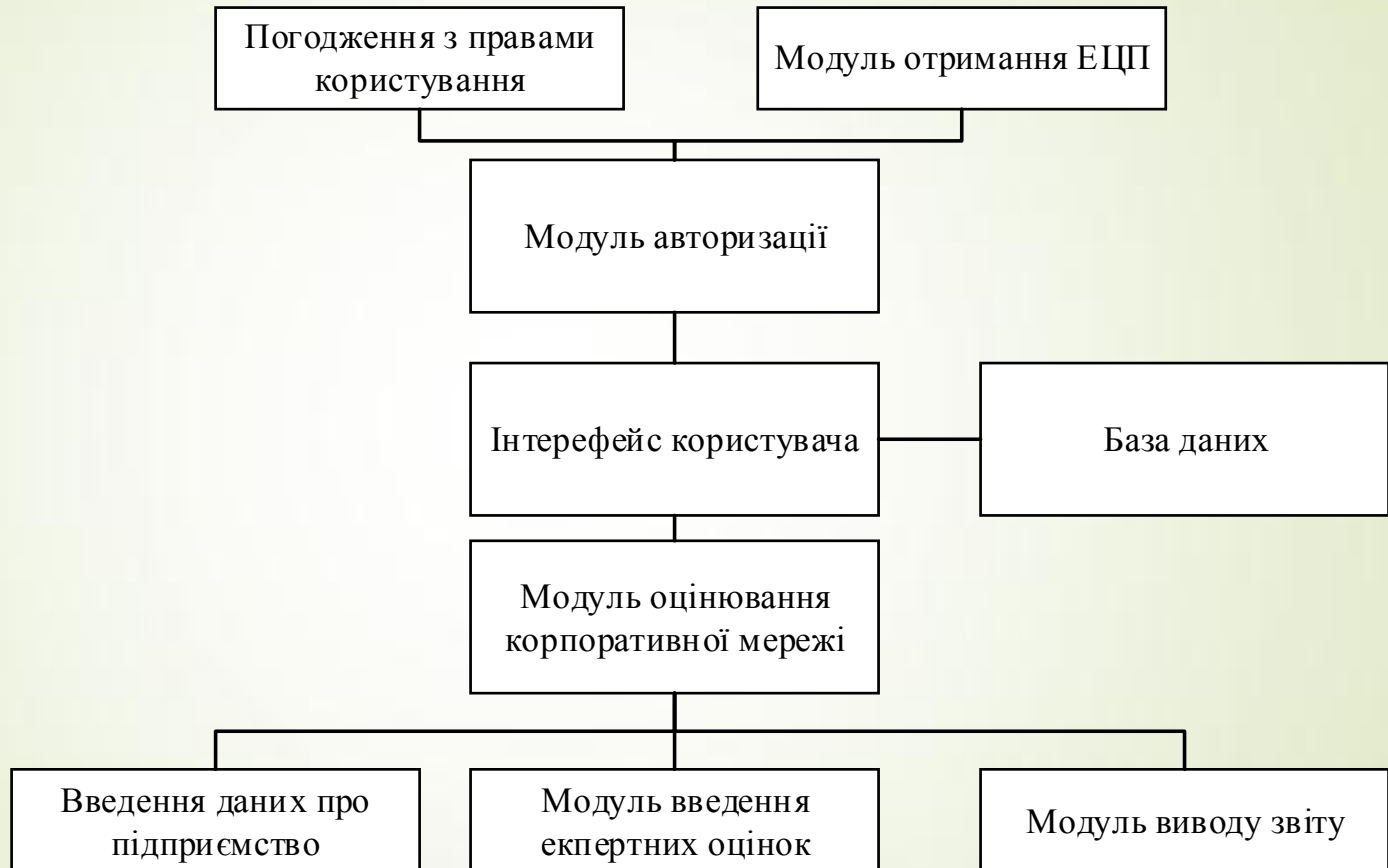 Погодження з правами
користування
Модуль отримання ЕЦП
Модуль авторизації
Інтерефейс користувача
База даних
Модуль оцінювання
корпоративної мережі
Введення даних про
підприємство
Модуль введення
екпертних оцінок
Модуль виводу звіту